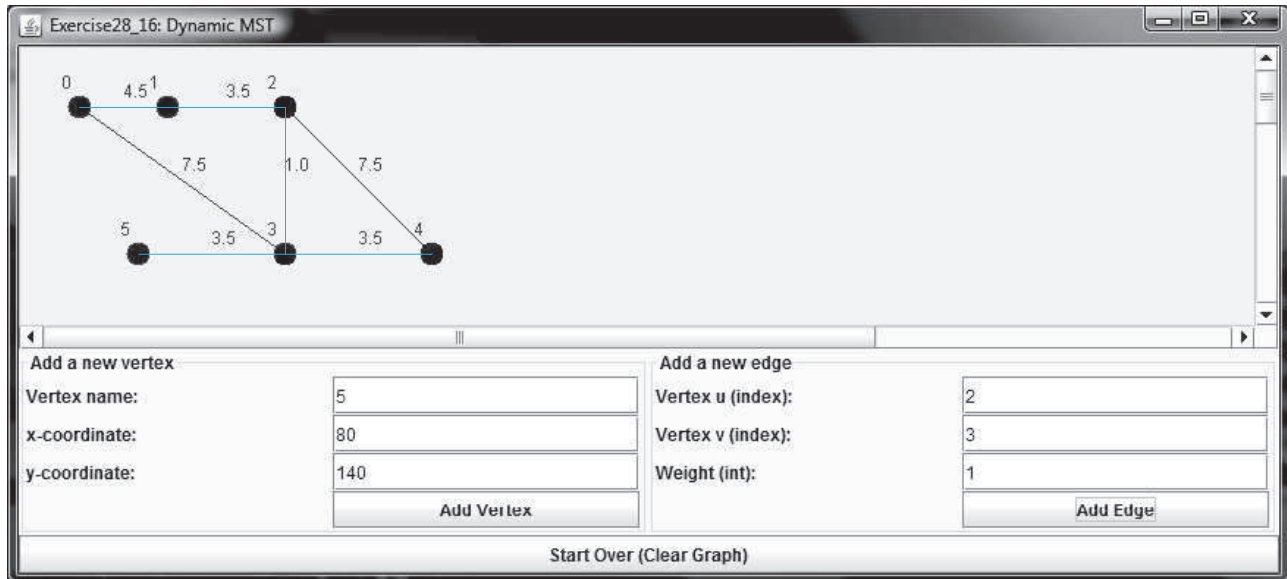 Exercise28_16: Dynamic MST
0 4.5 1 3.5 2
7.5 1.0 7.5
5 3.5 3 3.5 4
Add a new vertex
Vertex name: 5
x-coordinate: 80
y-coordinate: 140
Add Vertex
Add a new edge
Vertex u (index): 2
Vertex v (index): 3
Weight (int): 1
Add Edge
Start Over (Clear Graph)